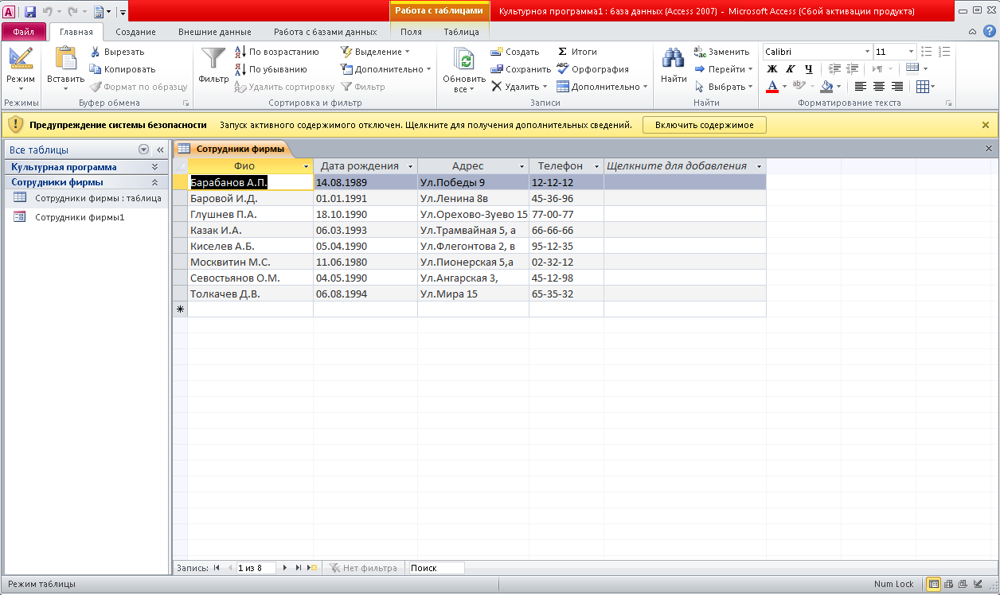 Работа с таблицами
Культурноя программа1 : база данных (Access 2007) - Microsoft Access (Сбой активации продукта)
Файл Главная Создание Внешние данные Работа с базами данных Поля Таблица
Режим
Режимы
Вставить
Вырезать
Копировать
Формат по образцу
Буфер обмена
Фильтр
По возрастанию
По убыванию
Удалить сортировку
Выделение
Дополнительно
Фильтр
Сортировка и фильтр
Обновить все
Создать
Сохранить
Удалить
Итоги
Орфография
Дополнительно
Записи
Найти
Заменить
Перейти
Выбрать
Найти
Calibri 11
Ж К Ч
Форматирование текста
Предупреждение системы безопасности Запуск активного содержимого отключен. Щелкните для получения дополнительных сведений. Включить содержимое
Все таблицы
Культурная программа
Сотрудники фирмы
Сотрудники фирмы : таблица
Сотрудники фирмы1
Сотрудники фирмы
Фио Дата рождения Адрес Телефон Щелкните для добавления
Барабанов А.П. 14.08.1989 Ул.Победы 9 12-12-12
Баровой И.Д. 01.01.1991 Ул.Ленина 8в 45-36-96
Глушнев П.А. 18.10.1990 Ул.Орехово-Зуево 15 77-00-77
Казак И.А. 06.03.1993 Ул.Трамвайная 5, а 66-66-66
Киселев А.Б. 05.04.1990 Ул.Флегонтова 2, в 95-12-35
Москвитин М.С. 11.06.1980 Ул.Пионерская 5,а 02-32-12
Севостьянов О.М. 04.05.1990 Ул.Ангарская 3, 45-12-98
Толкачев Д.В. 06.08.1994 Ул.Мира 15 65-35-32
Запись: 1 из 8 Нет фильтра Поиск
Режим таблицы Num Lock